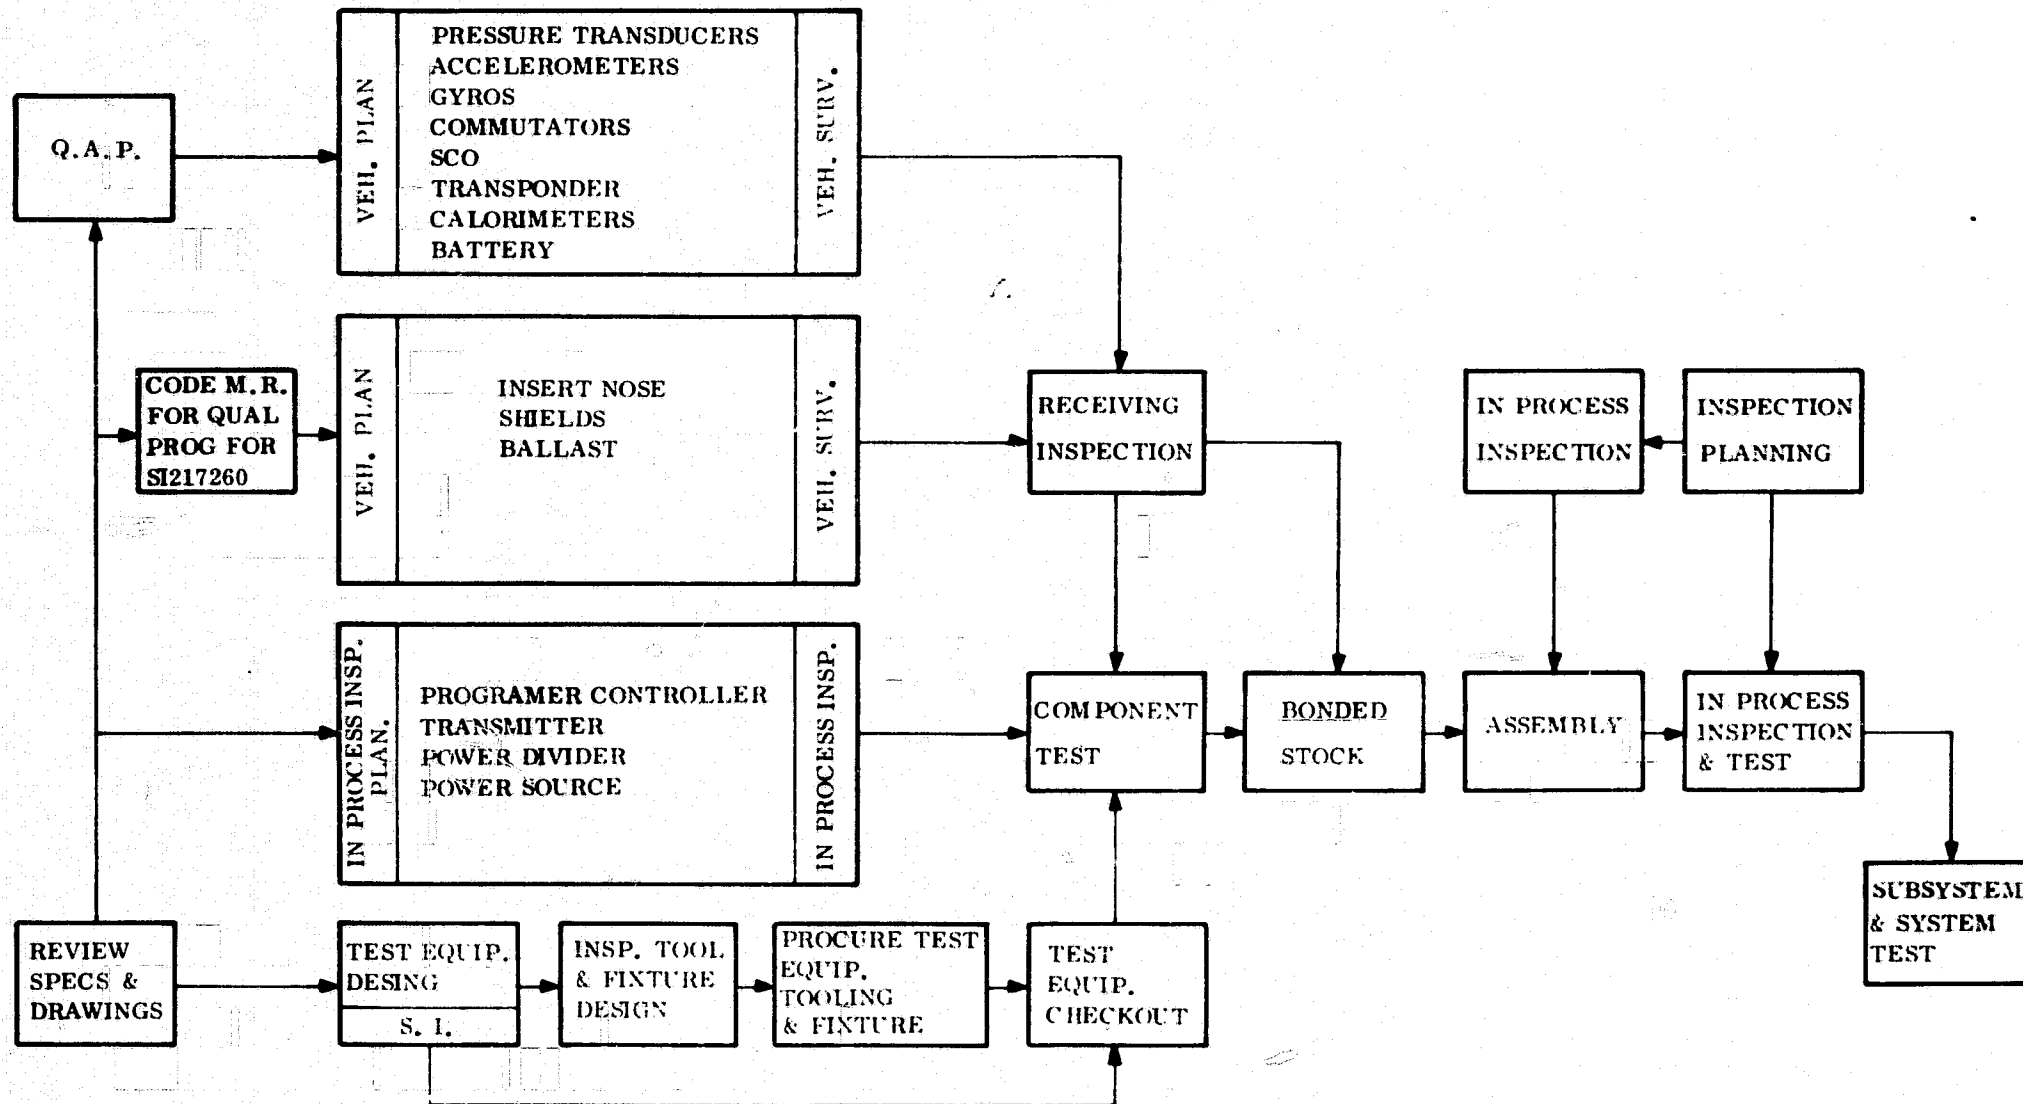 Q.A.P.
VEH. PLAN
PRESSURE TRANSDUCERS
ACCELEROMETERS
GYROS
COMMUTATORS
SCO
TRANSPONDER
CALORIMETERS
BATTERY
VEH. SURV.
CODE M.R.
FOR QUAL
PROG FOR
SI217260
VEH. PLAN
INSERT NOSE
SHIELDS
BALLAST
VEH. SURV.
RECEIVING
INSPECTION
IN PROCESS
INSPECTION
INSPECTION
PLANNING
IN PROCESS INSP.
PLAN.
PROGRAMER CONTROLLER
TRANSMITTER
POWER DIVIDER
POWER SOURCE
IN PROCESS INSP.
COMPONENT
TEST
BONDED
STOCK
ASSEMBLY
IN PROCESS
INSPECTION
& TEST
SUBSYSTEM
& SYSTEM
TEST
REVIEW
SPECS &
DRAWINGS
TEST EQUIP.
DESING
S. I.
INSP. TOOL
& FIXTURE
DESIGN
PROCURE TEST
EQUIP.
TOOLING
& FIXTURE
TEST
EQUIP.
CHECKOUT